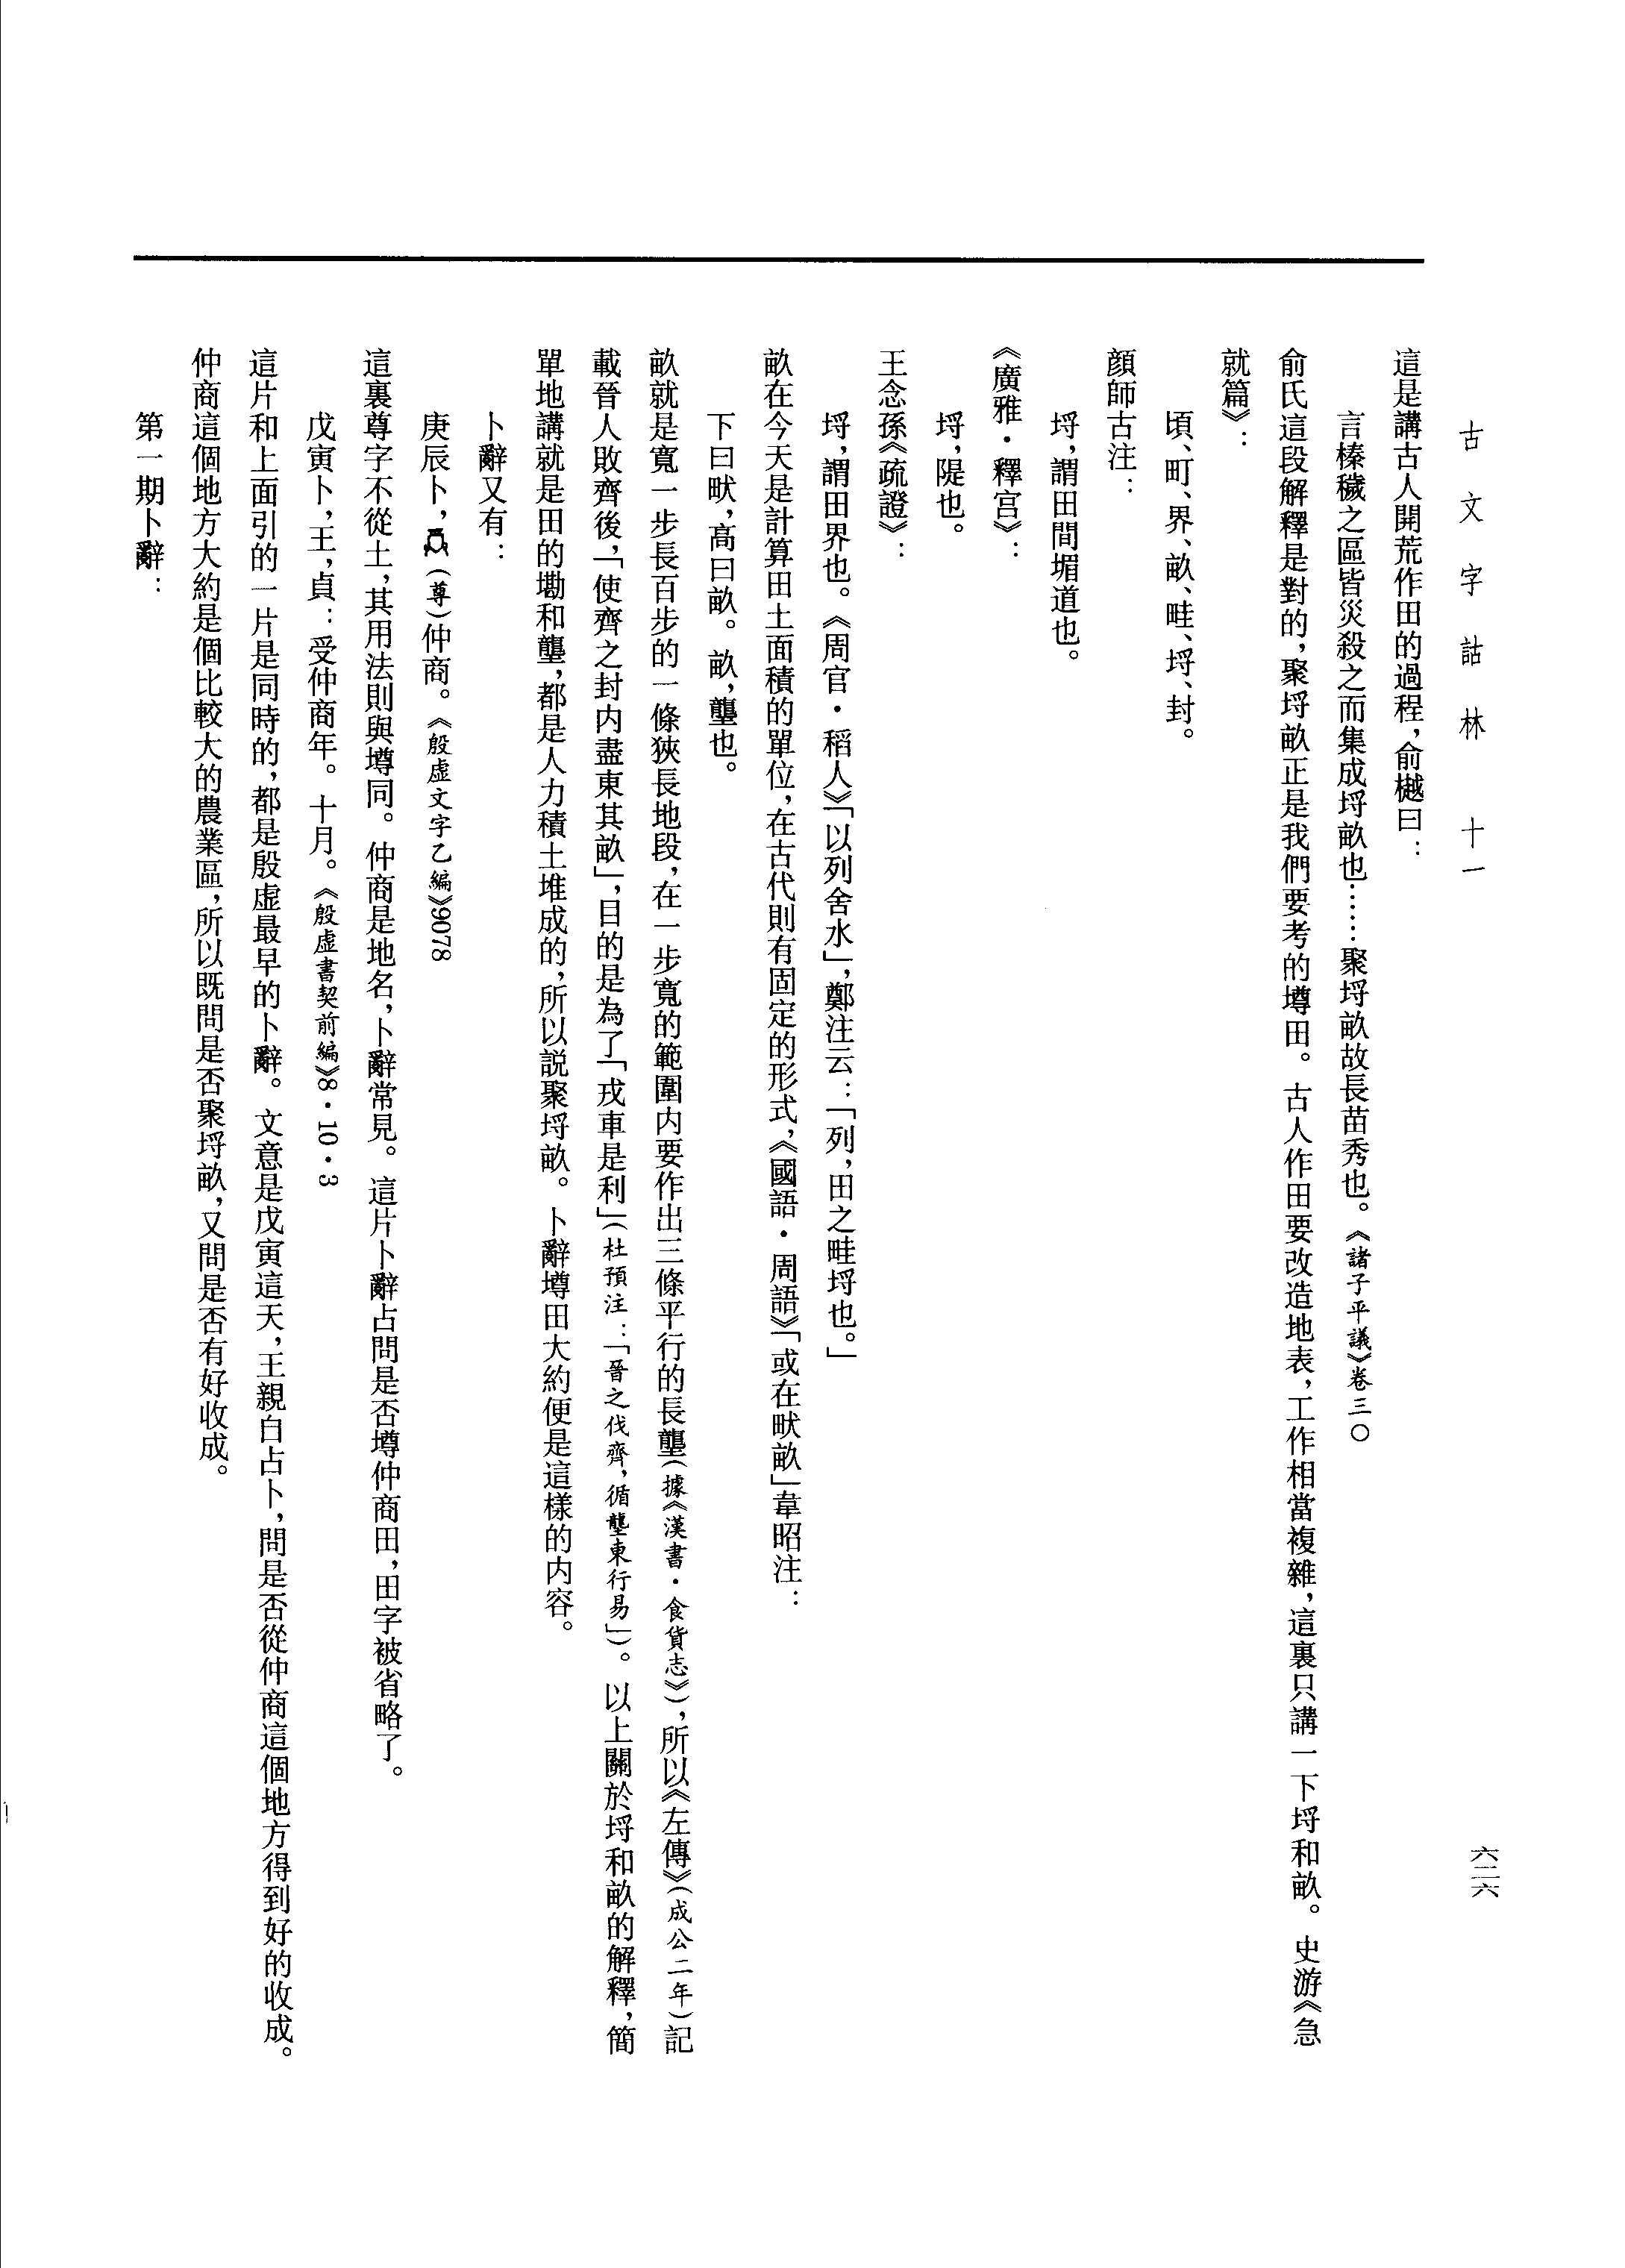 古文字詁林　十一
六二六
這是講古人開荒作田的過程，俞樾曰：
言榛穢之區皆災殺之而集成埒畝也……聚埒畝故長苗秀也。《諸子平議》卷三〇
俞氏這段解釋是對的，聚埒畝正是我們要考的墫田。古人作田要改造地表，工作相當複雜，這裏只講一下埒和畝。史游《急
就篇》：
頃、町、界、畝、畦、埒、封。
顏師古注：
埒，謂田間堳道也。
《廣雅·釋宮》：
埒，隄也。
王念孫《疏證》：
埒，謂田界也。《周官·稻人》「以列舍水」，鄭注云：「列，田之畦埒也。」
畝在今天是計算田土面積的單位，在古代則有固定的形式，《國語·周語》「或在畎畝」韋昭注：
下曰畎，高曰畝。畝，壟也。
畝就是寬一步長百步的一條狹長地段，在一步寬的範圍内要作出三條平行的長壟（據《漢書·食貨志》），所以《左傳》（成公二年）記
載晉人敗齊後，「使齊之封内盡東其畝」，目的是為了「戎車是利」（杜預注：「晉之伐齊，循壟東行易」）。以上關於埒和畝的解釋，簡
單地講就是田的堨和壟，都是人力積土堆成的，所以說聚埒畝。卜辭墫田大約便是這樣的内容。
卜辭又有：
庚辰卜，（尊）仲商。《殷虛文字乙編》9078
這裏尊字不從土，其用法則與墫同。仲商是地名，卜辭常見。這片卜辭占問是否墫仲商田，田字被省略了。
戊寅卜，王，貞：受仲商年。十月。《殷虛書契前編》8·10·3
這片和上面引的一片是同時的，都是殷虛最早的卜辭。文意是戊寅這天，王親自占卜，問是否從仲商這個地方得到好的收成。
仲商這個地方大約是個比較大的農業區，所以既問是否聚埒畝，又問是否有好收成。
第一期卜辭：